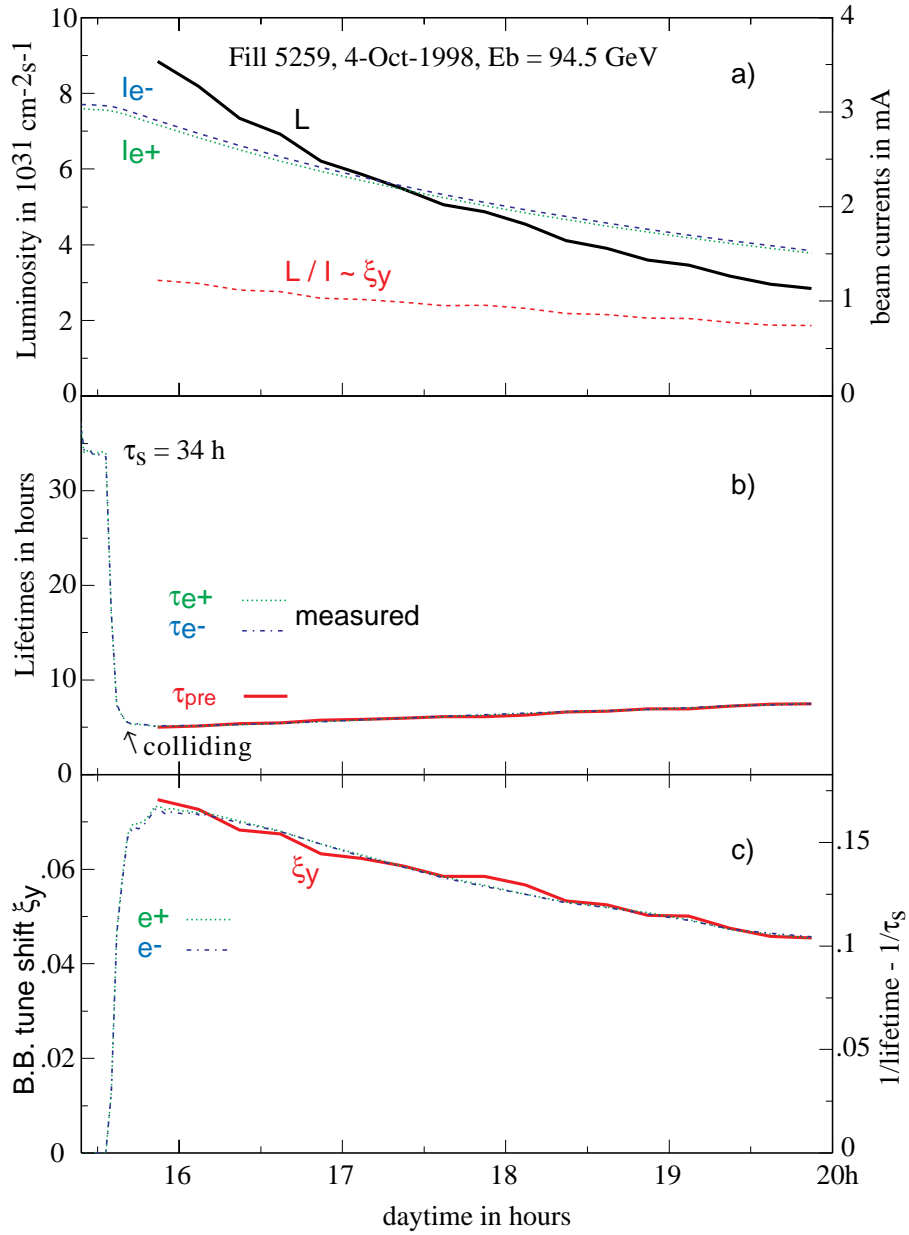 10
8
6
4
2
0
Luminosity in 10^31 cm-2s-1
Fill 5259, 4-Oct-1998, Eb = 94.5 GeV
a)
Ie-
Ie+
L
L / I ~ ξy
4
3
2
1
0
beam currents in mA
30
20
10
0
Lifetimes in hours
τs = 34 h
b)
τe+
τe-
measured
τpre
colliding
.06
.04
.02
0
B.B. tune shift ξy
c)
ξy
e+
e-
.15
.1
.05
0
1/lifetime - 1/τs
16 17 18 19 20h
daytime in hours